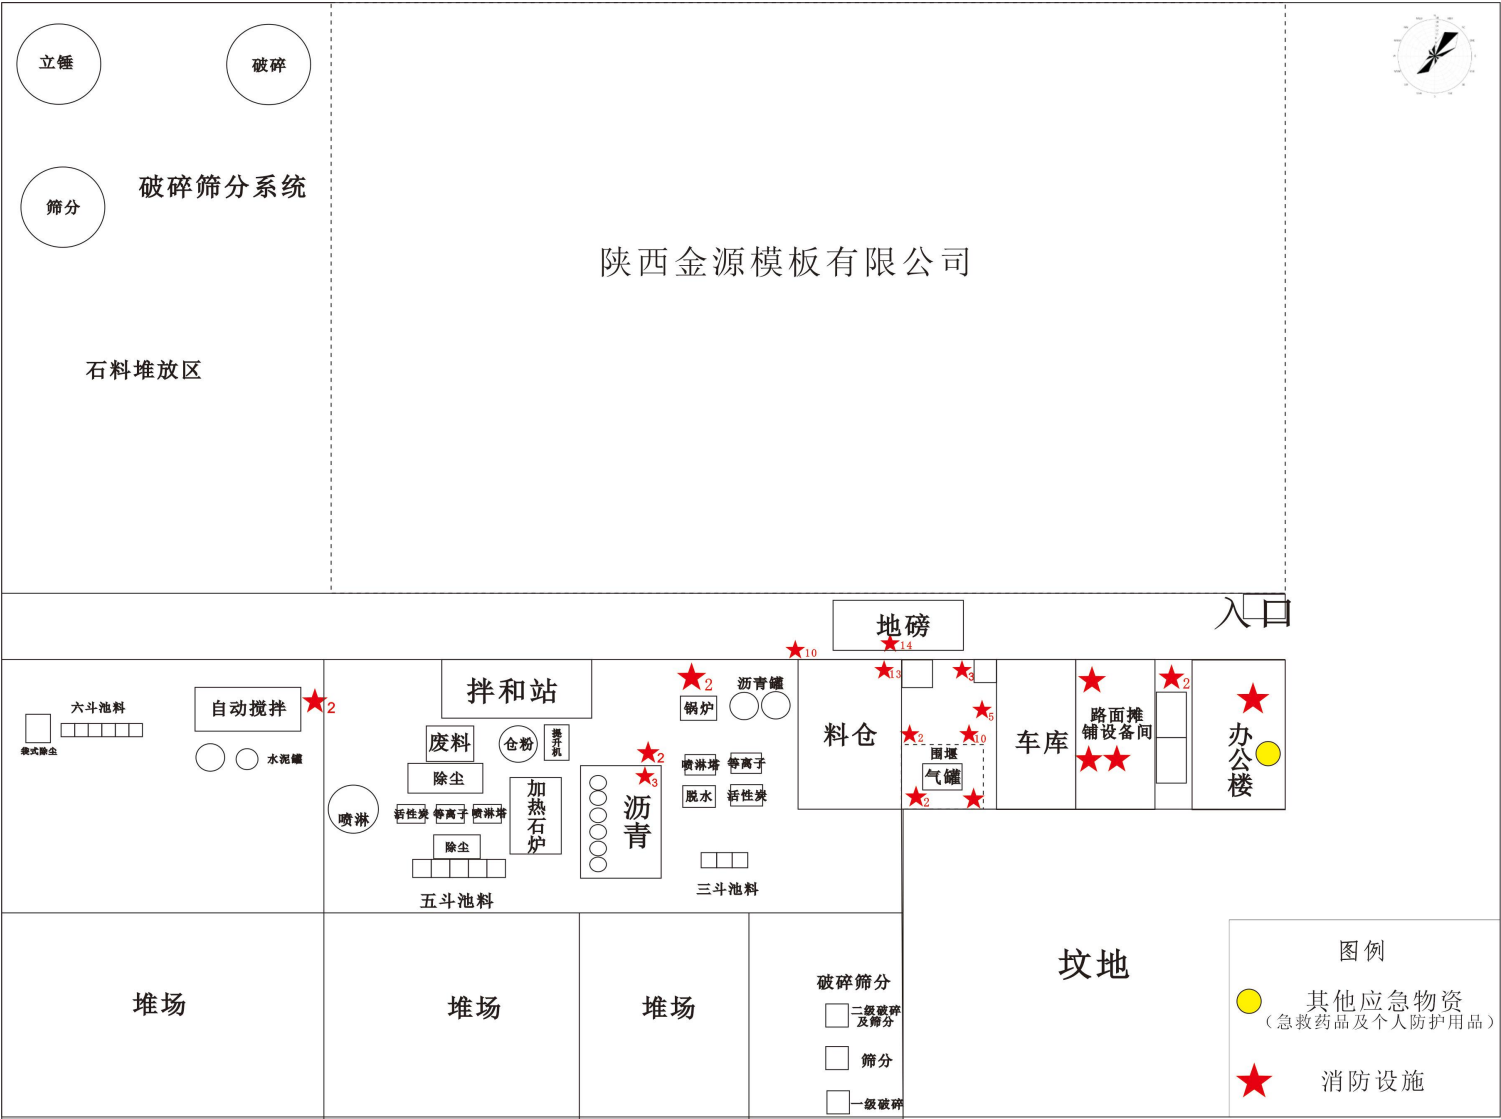 立锤
破碎
筛分
破碎筛分系统
陕西金源模板有限公司
石料堆放区
入口
地磅
14
10
13
3
拌和站
2
沥青罐
锅炉
2
六斗池料
自动搅拌
2
袋式除尘
水泥罐
废料
仓粉
提升机
除尘
2
3
喷淋塔
等离子
脱水
活性炭
加热石炉
沥青
喷淋
活性炭
等离子
喷淋塔
除尘
五斗池料
三斗池料
料仓
5
2
10
围堰
气罐
2
车库
路面摊
铺设备间
2
办公楼
堆场
堆场
堆场
破碎筛分
二级破碎
及筛分
筛分
一级破碎
坟地
图例
其他应急物资
（急救药品及个人防护用品）
消防设施